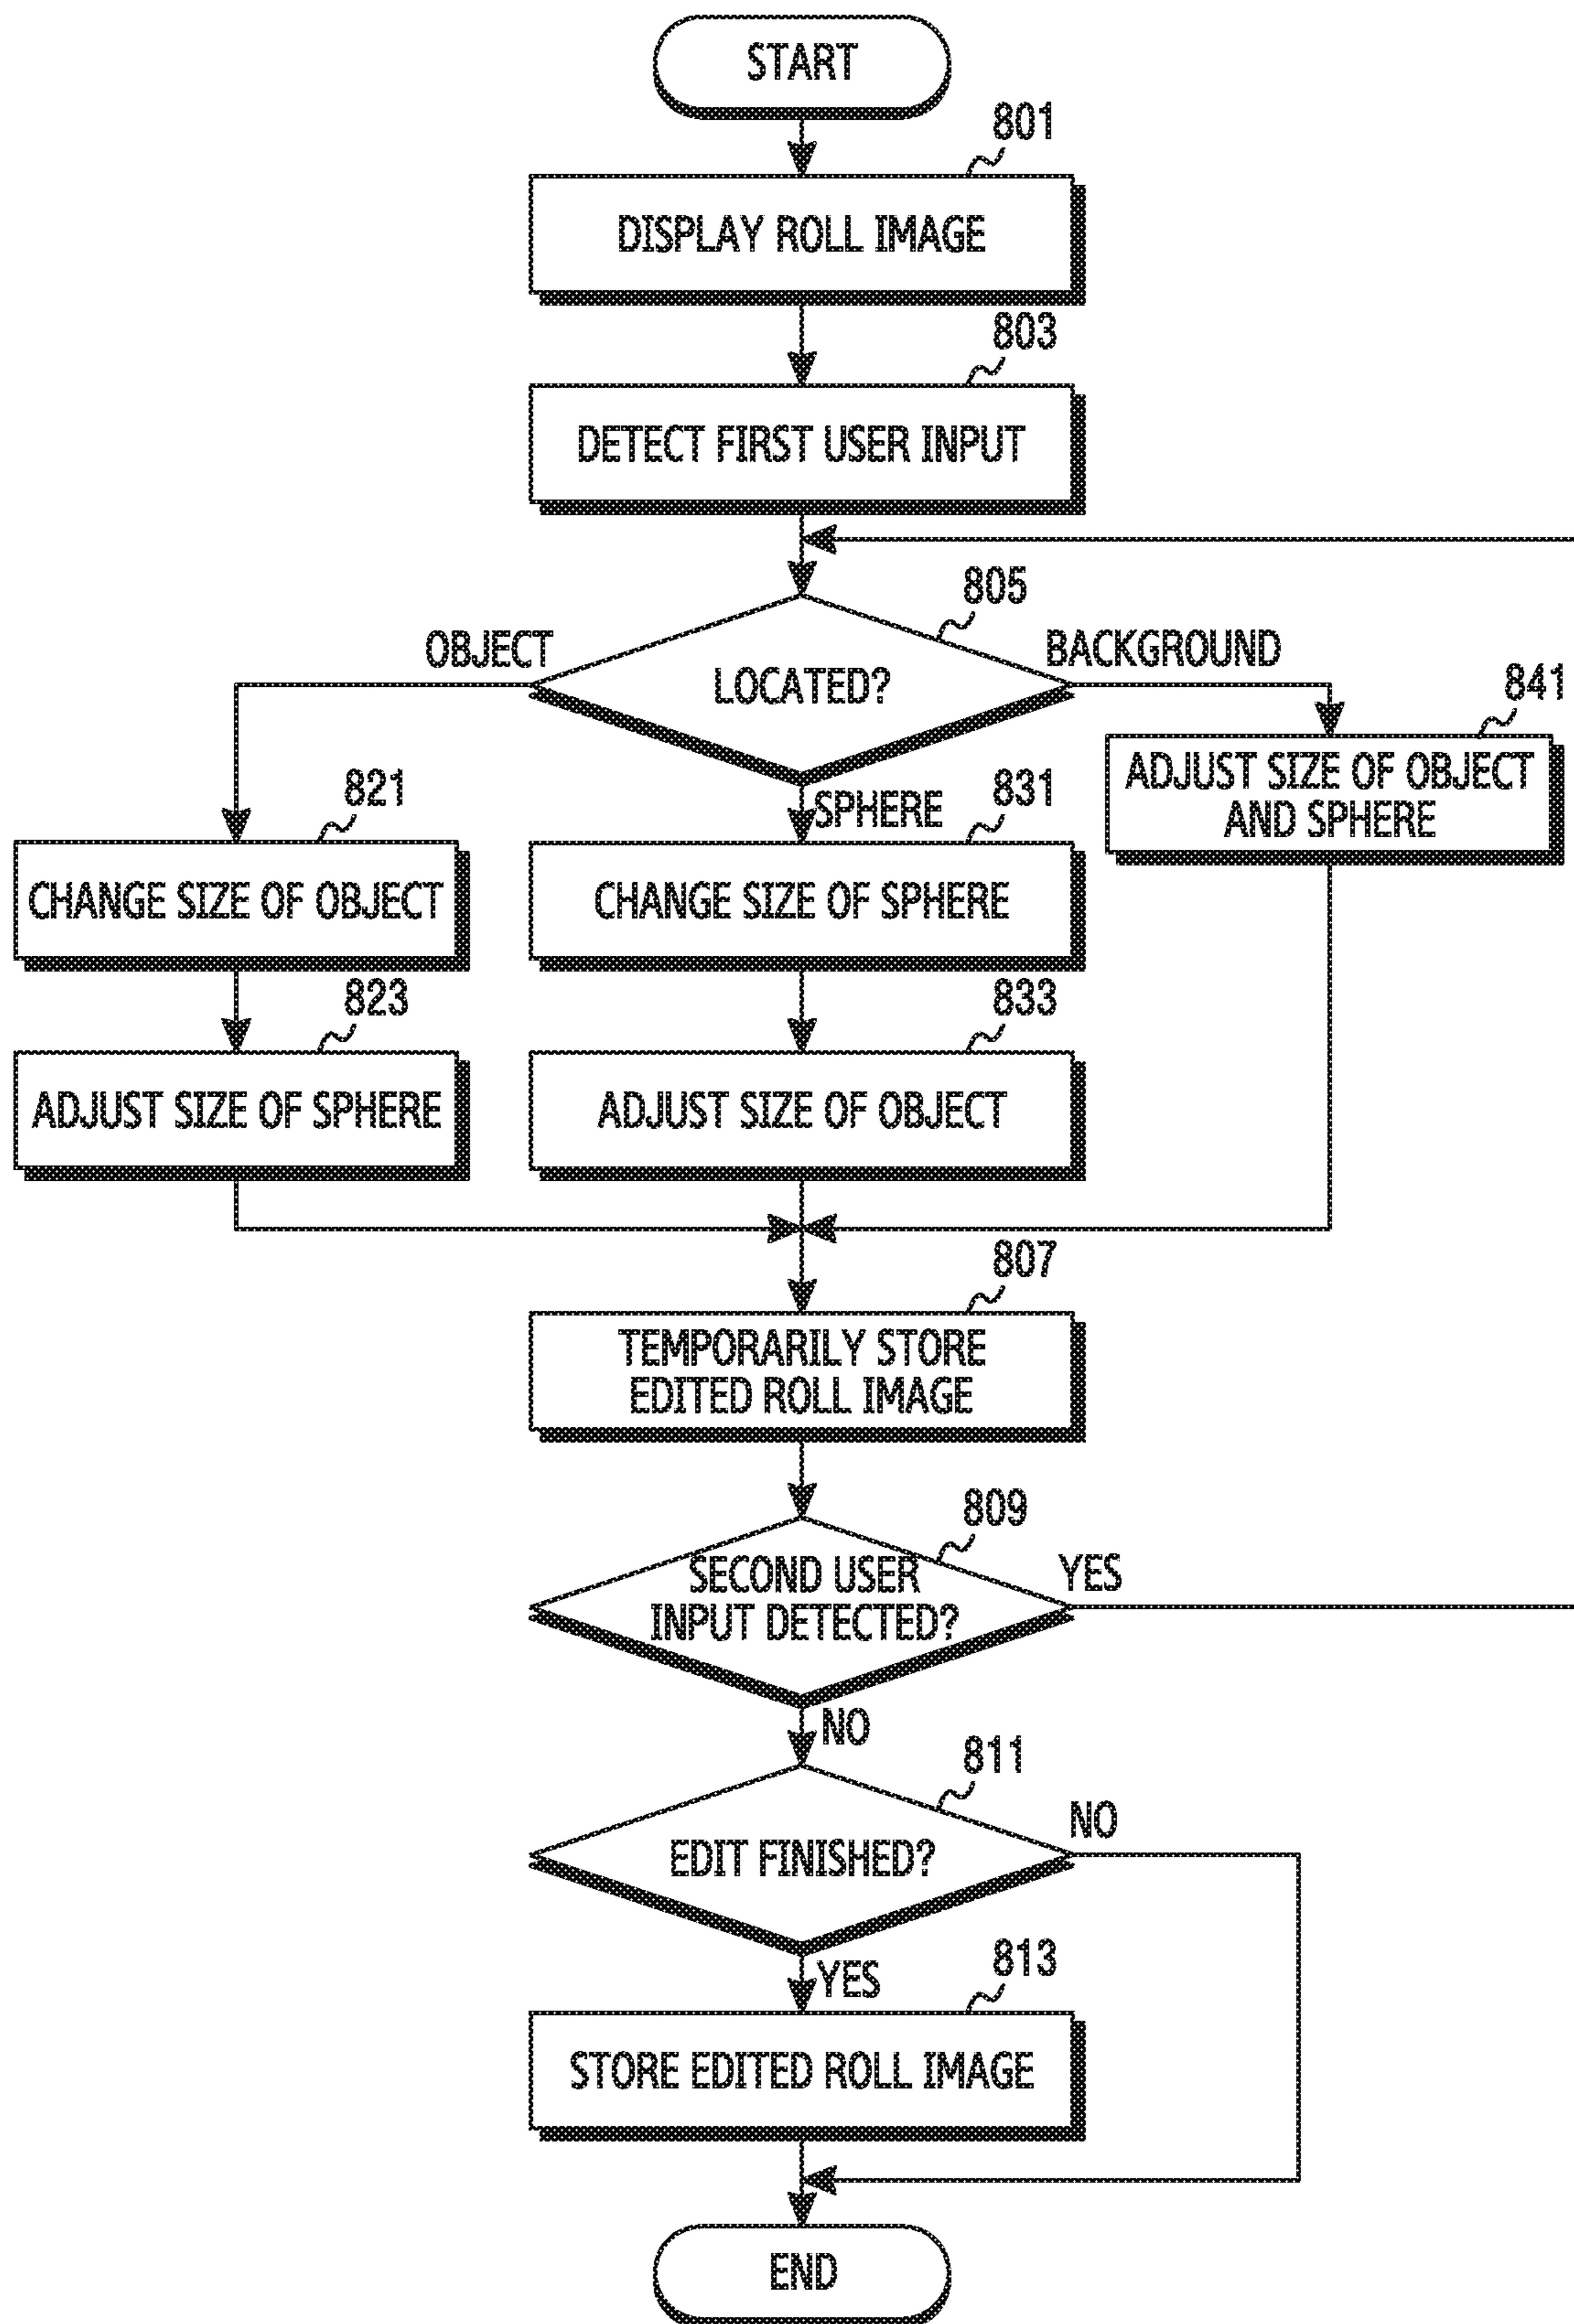 START
801
DISPLAY ROLL IMAGE
803
DETECT FIRST USER INPUT
805
OBJECT
BACKGROUND
LOCATED?
841
ADJUST SIZE OF OBJECT
AND SPHERE
821
SPHERE
831
CHANGE SIZE OF OBJECT
CHANGE SIZE OF SPHERE
823
833
ADJUST SIZE OF SPHERE
ADJUST SIZE OF OBJECT
807
TEMPORARILY STORE
EDITED ROLL IMAGE
809
SECOND USER
INPUT DETECTED?
YES
NO
811
EDIT FINISHED?
NO
YES
813
STORE EDITED ROLL IMAGE
END